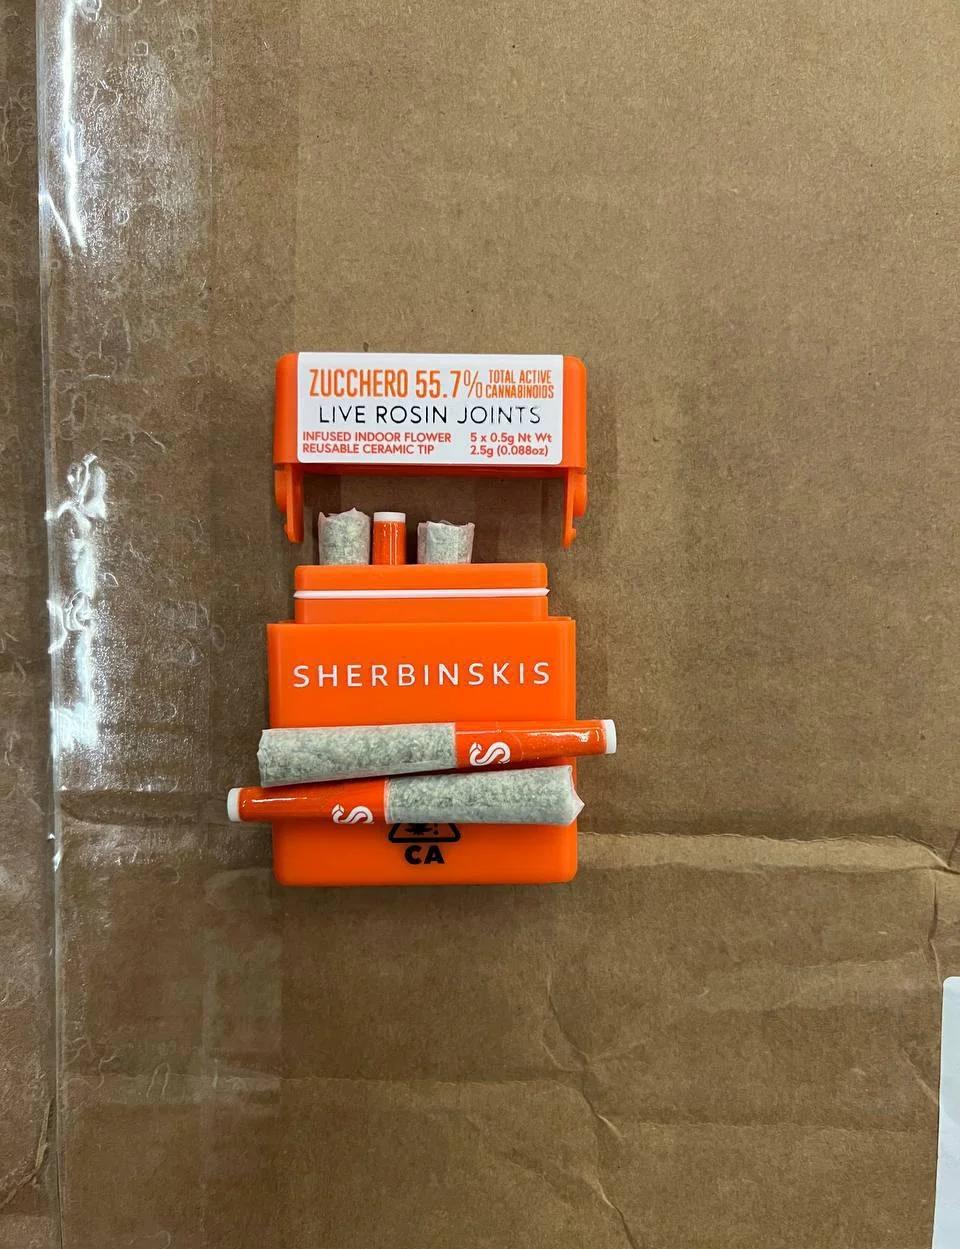 ZUCCHERO 55.7% TOTAL ACTIVE
CANNABINOIDS
LIVE ROSIN JOINTS
INFUSED INDOOR FLOWER 5 x 0.5g Nt Wt
REUSABLE CERAMIC TIP 2.5g (0.088oz)
SHERBINSKIS
S
S
!
CA